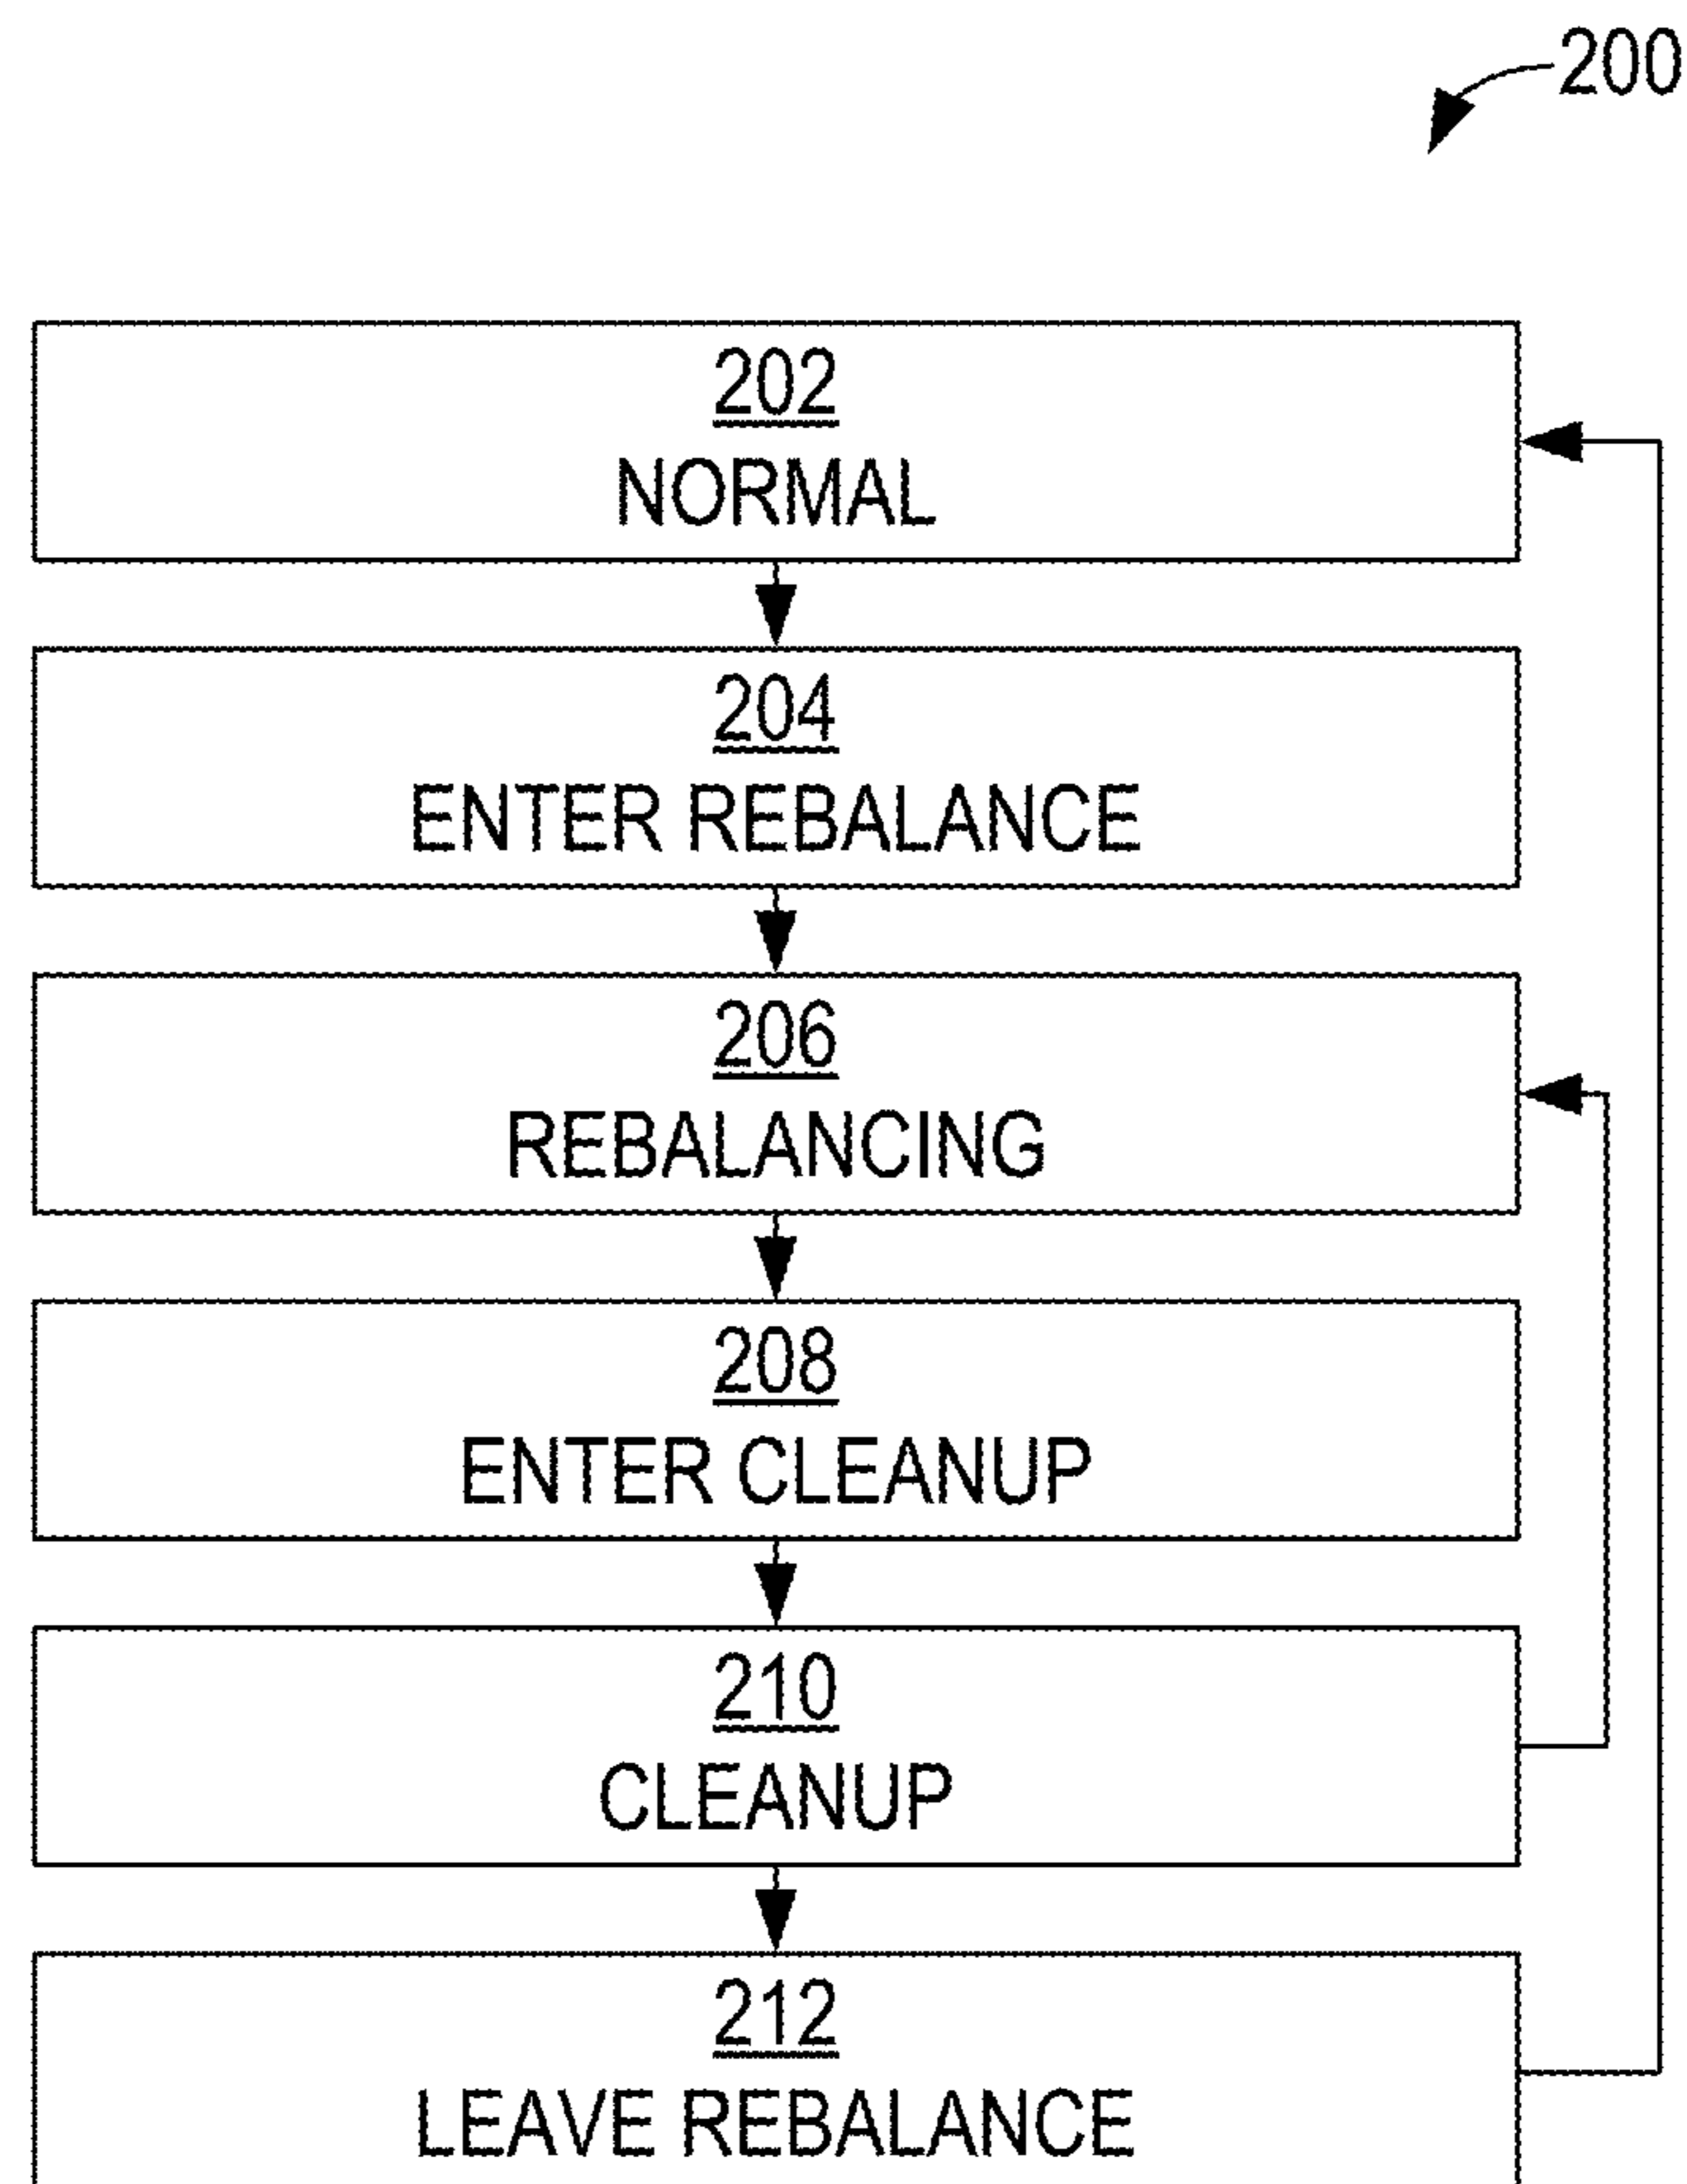 200
202
NORMAL
204
ENTER REBALANCE
206
REBALANCING
208
ENTER CLEANUP
210
CLEANUP
212
LEAVE REBALANCE